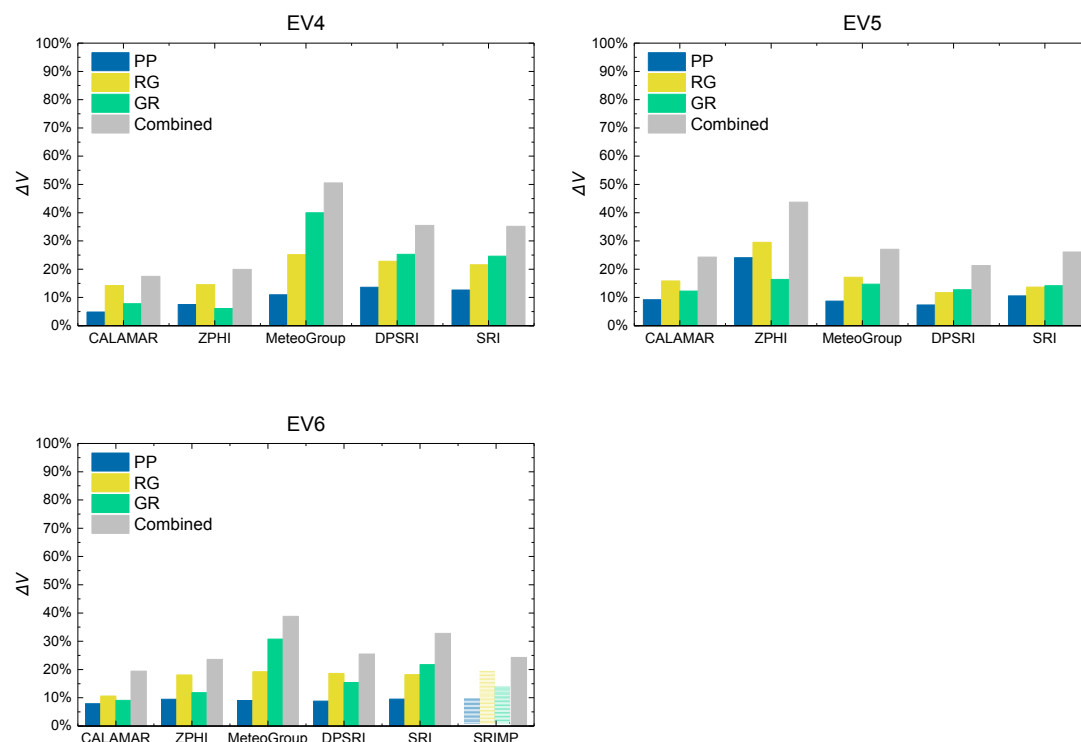 EV4
100%
90%
80%
70%
60%
50%
40%
30%
20%
10%
0%
ΔV
PP
RG
GR
Combined
CALAMAR ZPHI MeteoGroup DPSRI SRI
EV5
100%
90%
80%
70%
60%
50%
40%
30%
20%
10%
0%
ΔV
PP
RG
GR
Combined
CALAMAR ZPHI MeteoGroup DPSRI SRI
EV6
100%
90%
80%
70%
60%
50%
40%
30%
20%
10%
0%
ΔV
PP
RG
GR
Combined
CALAMAR ZPHI MeteoGroup DPSRI SRI SRIMP